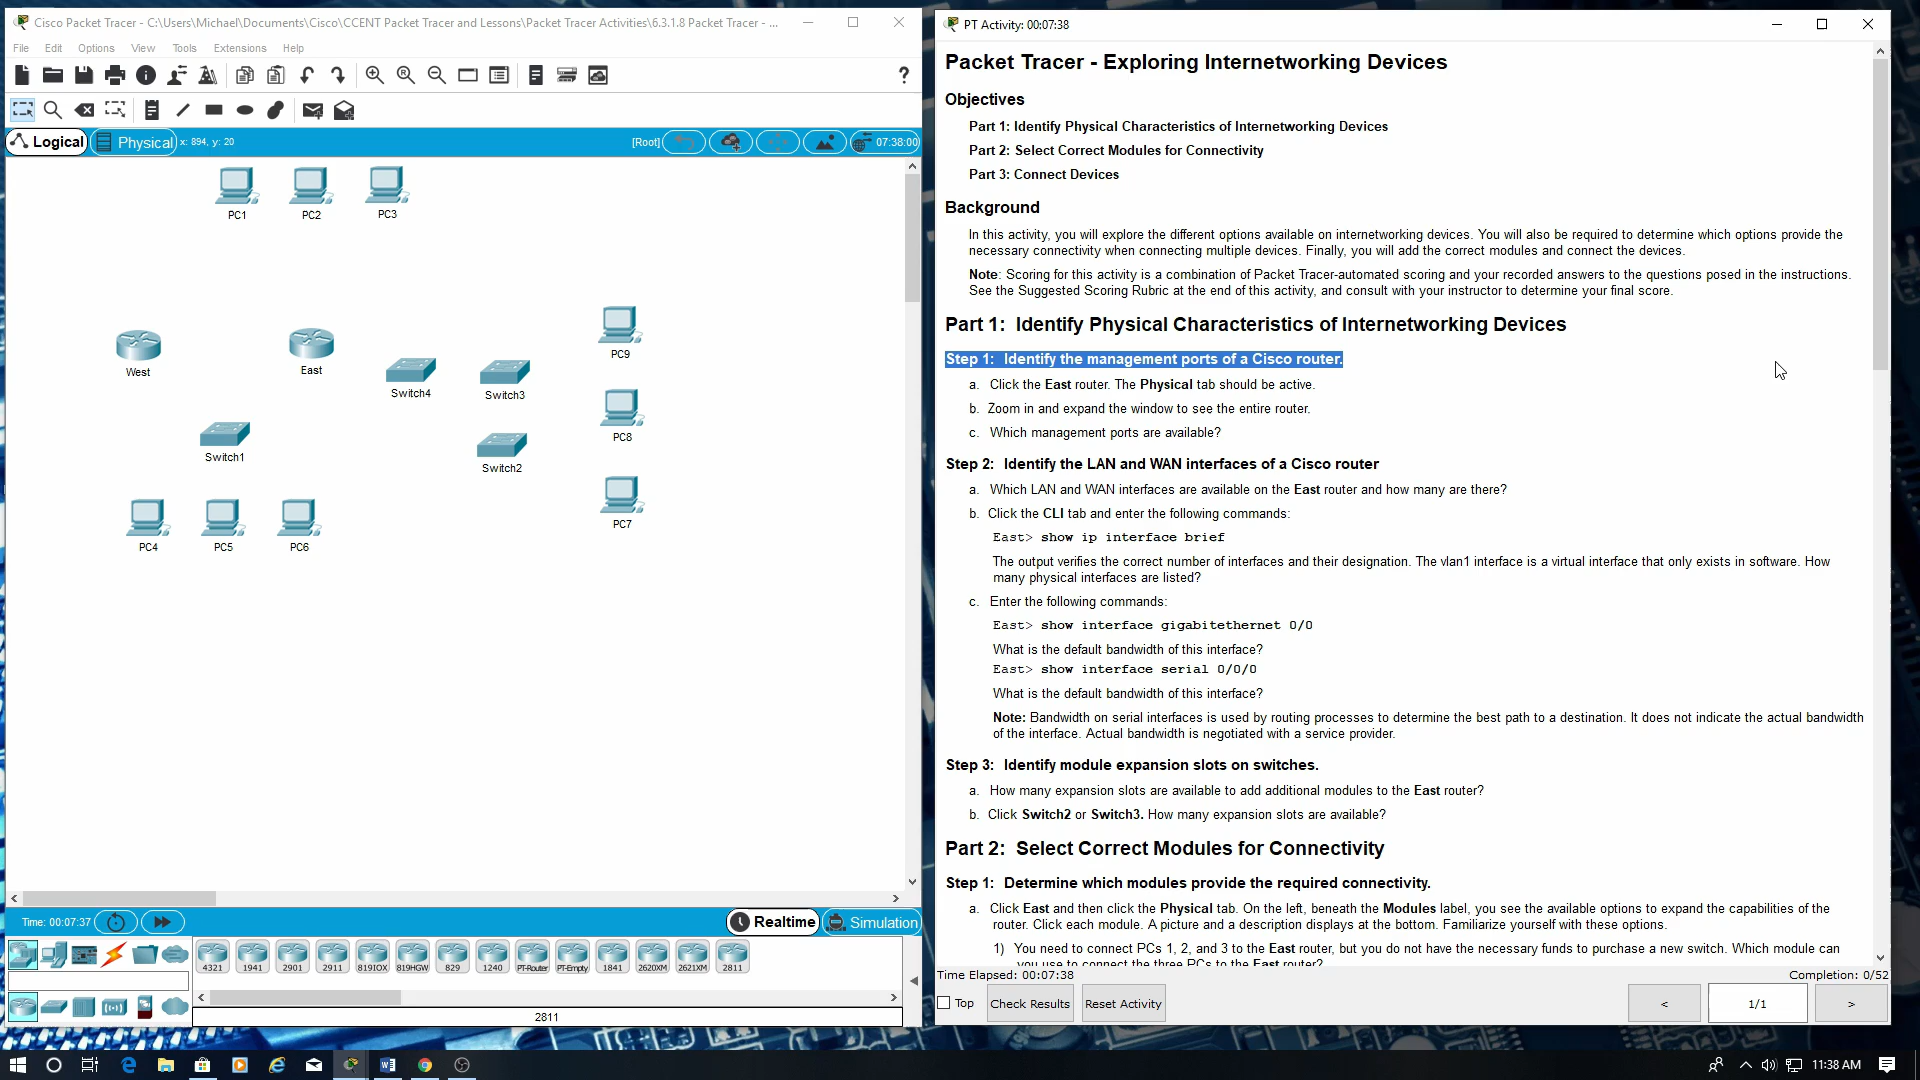 Cisco Packet Tracer - C:\Users\Michael\Documents\Cisco\CCENT Packet Tracer and Lessons\Packet Tracer Activities\6.3.1.8 Packet Tracer - ...
File Edit Options View Tools Extensions Help
?
Logical Physical x: 894, y: 20 [Root] 07:38:00
PC1 PC2 PC3
West East Switch4 Switch3 PC9
PC8
Switch1 Switch2
PC7
PC4 PC5 PC6
Time: 00:07:37 Realtime Simulation
4321 1941 2901 2911 819IOX 819HGW 829 1240 PT-Router PT-Empty 1841 2620XM 2621XM 2811
2811
PT Activity: 00:07:38
Packet Tracer - Exploring Internetworking Devices
Objectives
Part 1: Identify Physical Characteristics of Internetworking Devices
Part 2: Select Correct Modules for Connectivity
Part 3: Connect Devices
Background
In this activity, you will explore the different options available on internetworking devices. You will also be required to determine which options provide the
necessary connectivity when connecting multiple devices. Finally, you will add the correct modules and connect the devices.
Note: Scoring for this activity is a combination of Packet Tracer-automated scoring and your recorded answers to the questions posed in the instructions.
See the Suggested Scoring Rubric at the end of this activity, and consult with your instructor to determine your final score.
Part 1: Identify Physical Characteristics of Internetworking Devices
Step 1: Identify the management ports of a Cisco router.
a. Click the East router. The Physical tab should be active.
b. Zoom in and expand the window to see the entire router.
c. Which management ports are available?
Step 2: Identify the LAN and WAN interfaces of a Cisco router
a. Which LAN and WAN interfaces are available on the East router and how many are there?
b. Click the CLI tab and enter the following commands:
East> show ip interface brief
The output verifies the correct number of interfaces and their designation. The vlan1 interface is a virtual interface that only exists in software. How
many physical interfaces are listed?
c. Enter the following commands:
East> show interface gigabitethernet 0/0
What is the default bandwidth of this interface?
East> show interface serial 0/0/0
What is the default bandwidth of this interface?
Note: Bandwidth on serial interfaces is used by routing processes to determine the best path to a destination. It does not indicate the actual bandwidth
of the interface. Actual bandwidth is negotiated with a service provider.
Step 3: Identify module expansion slots on switches.
a. How many expansion slots are available to add additional modules to the East router?
b. Click Switch2 or Switch3. How many expansion slots are available?
Part 2: Select Correct Modules for Connectivity
Step 1: Determine which modules provide the required connectivity.
a. Click East and then click the Physical tab. On the left, beneath the Modules label, you see the available options to expand the capabilities of the
router. Click each module. A picture and a description displays at the bottom. Familiarize yourself with these options.
1) You need to connect PCs 1, 2, and 3 to the East router, but you do not have the necessary funds to purchase a new switch. Which module can
you use to connect the three PCs to the East router?
Time Elapsed: 00:07:38 Completion: 0/52
Top Check Results Reset Activity < 1/1 >
11:38 AM